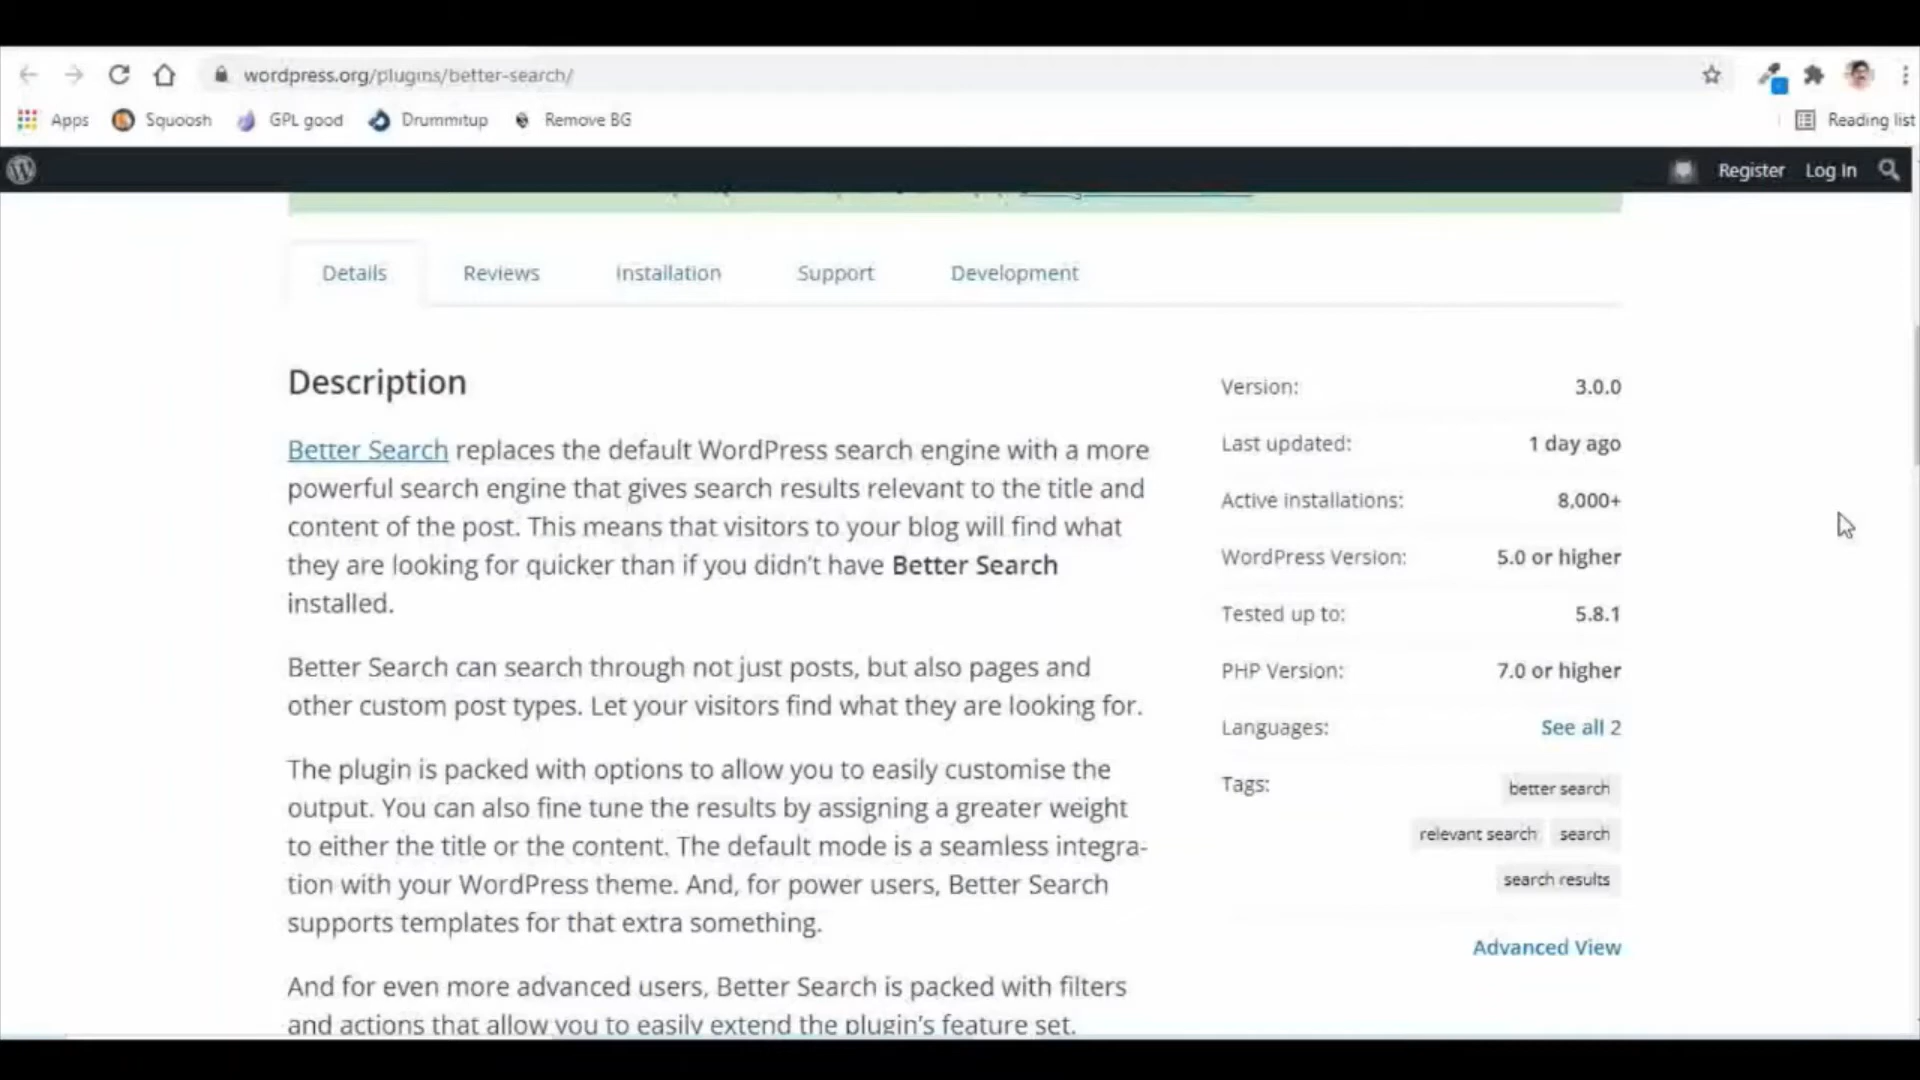 wordpress.org/plugins/better-search/
Apps Squoosh GPL good Drummitup Remove BG Reading list
Register Log In
Details Reviews Installation Support Development
Description
Better Search replaces the default WordPress search engine with a more
powerful search engine that gives search results relevant to the title and
content of the post. This means that visitors to your blog will find what
they are looking for quicker than if you didn't have Better Search
installed.
Better Search can search through not just posts, but also pages and
other custom post types. Let your visitors find what they are looking for.
The plugin is packed with options to allow you to easily customise the
output. You can also fine tune the results by assigning a greater weight
to either the title or the content. The default mode is a seamless integra-
tion with your WordPress theme. And, for power users, Better Search
supports templates for that extra something.
And for even more advanced users, Better Search is packed with filters
and actions that allow you to easily extend the plugin's feature set.
Version: 3.0.0
Last updated: 1 day ago
Active installations: 8,000+
WordPress Version: 5.0 or higher
Tested up to: 5.8.1
PHP Version: 7.0 or higher
Languages: See all 2
Tags: better search
relevant search search
search results
Advanced View